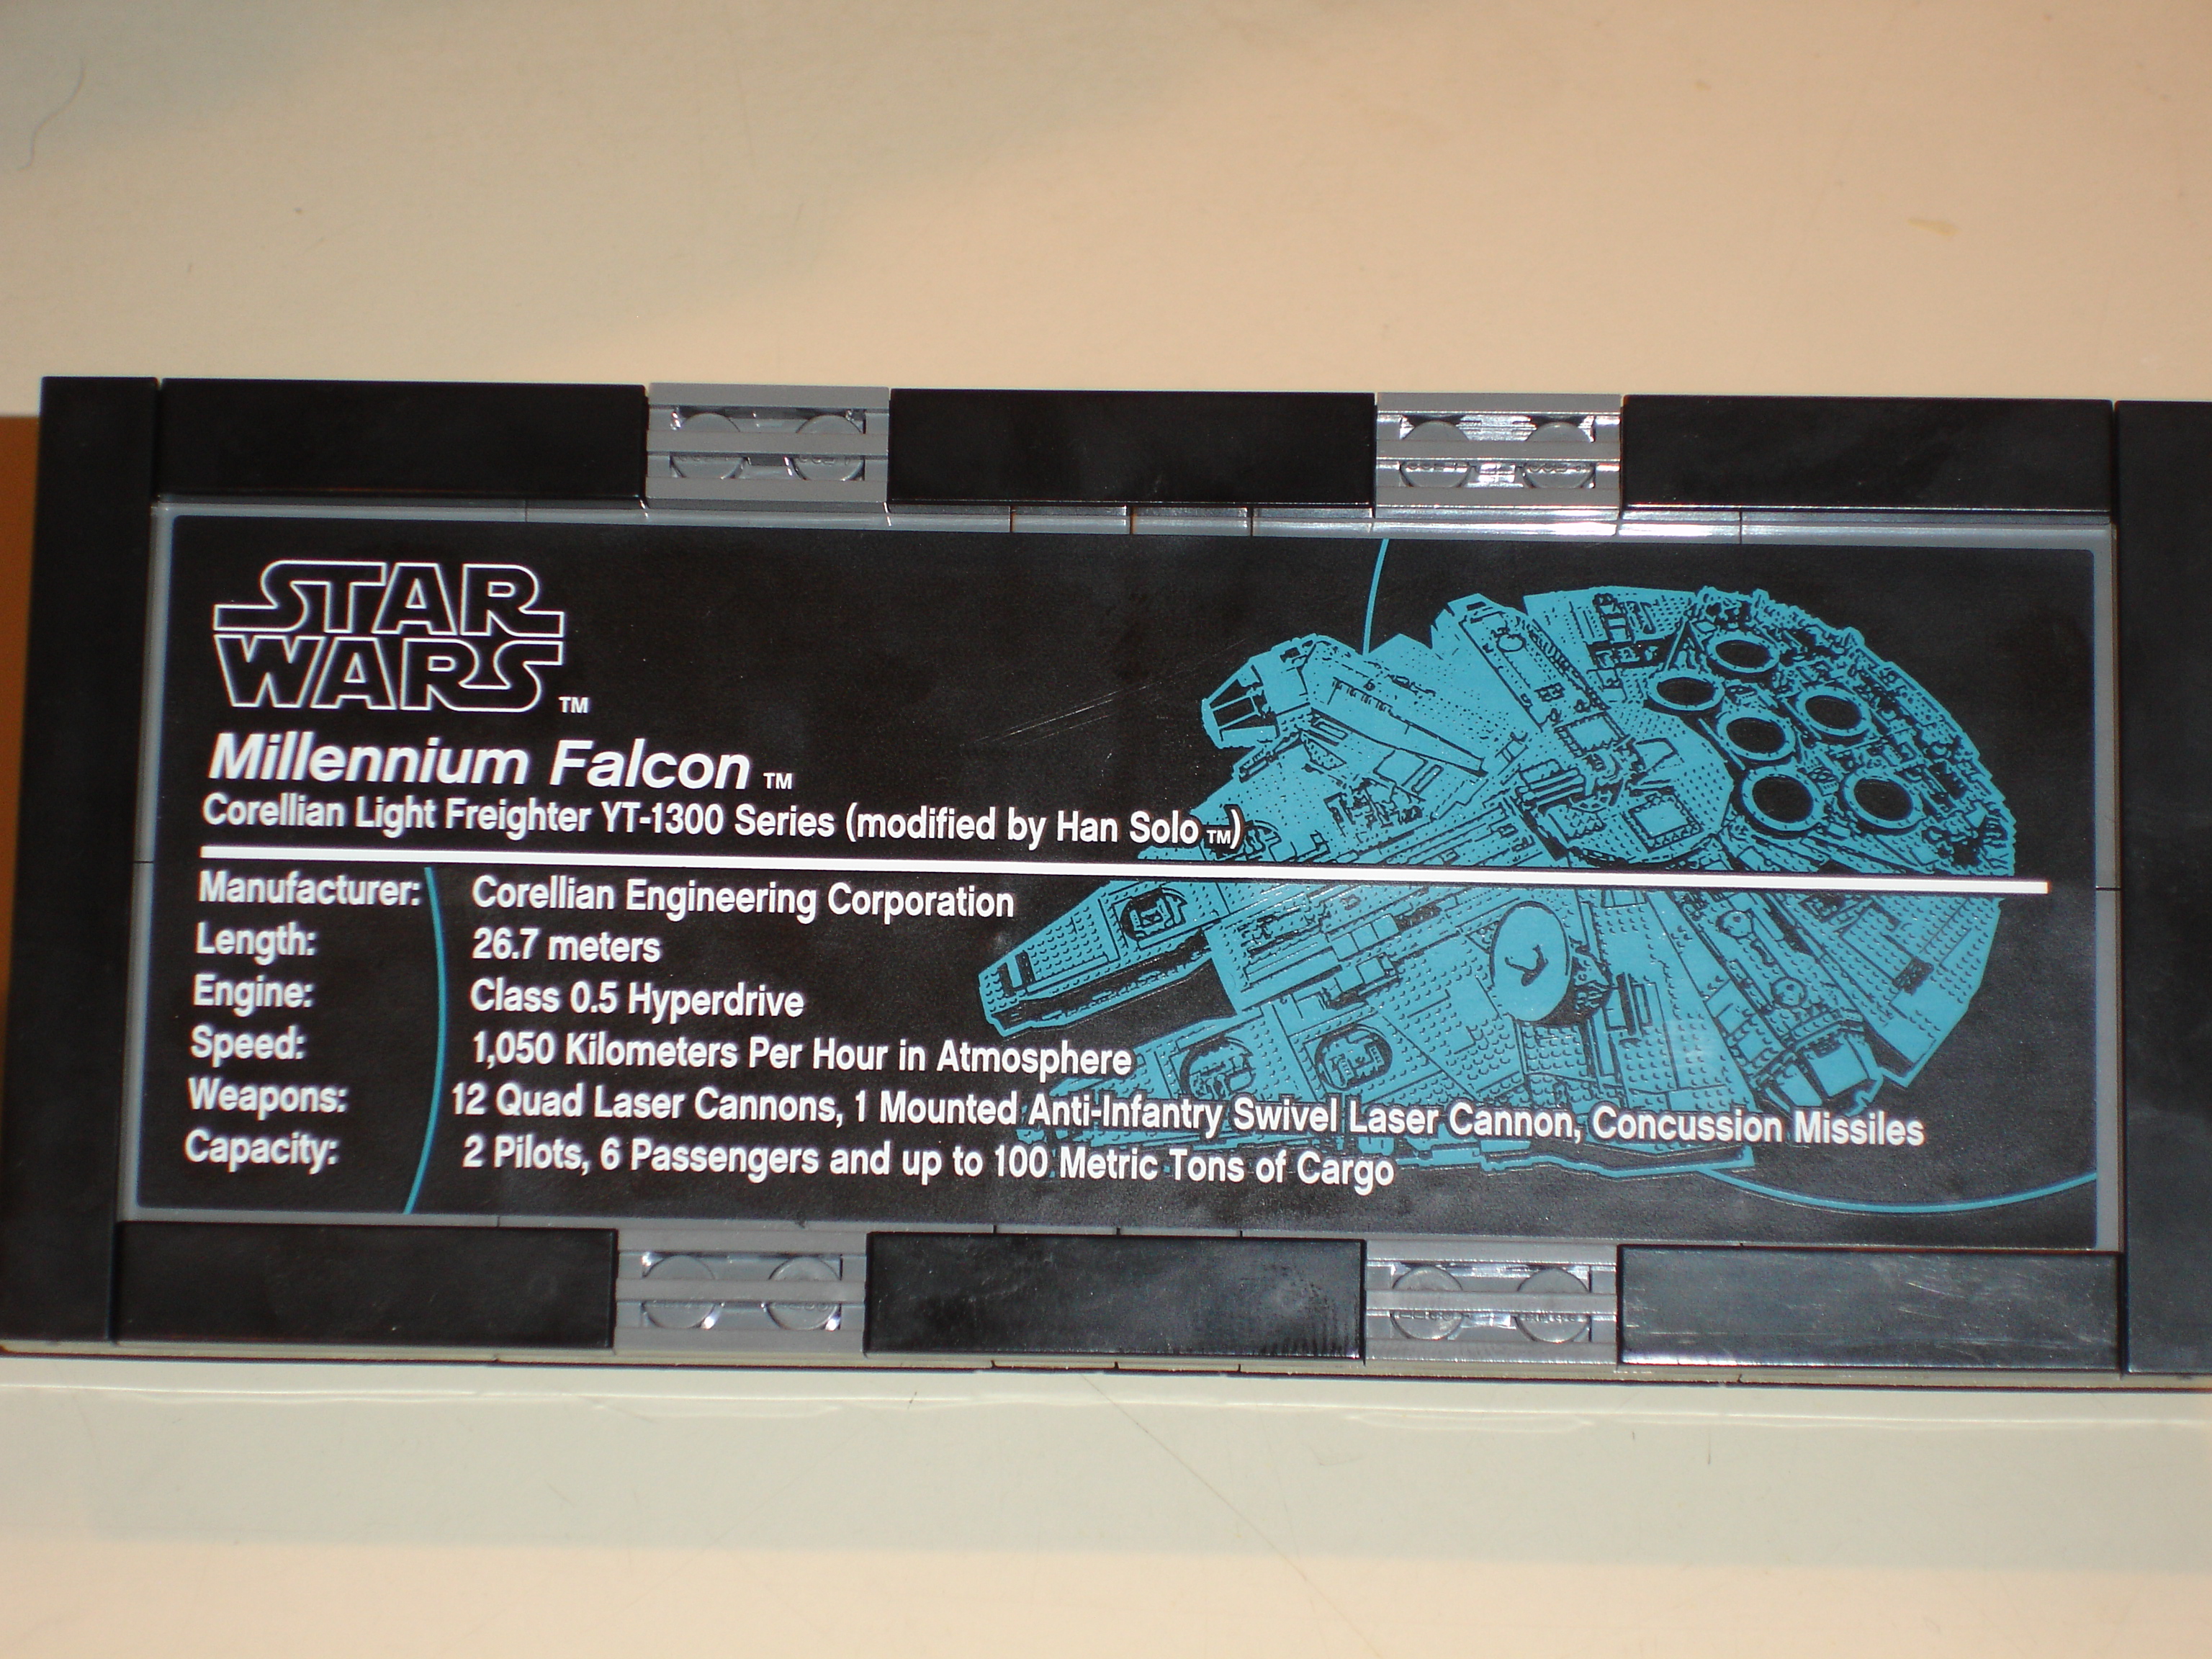 STAR
WARS TM
Millennium Falcon TM
Corellian Light Freighter YT-1300 Series (modified by Han Solo TM)
Manufacturer: Corellian Engineering Corporation
Length: 26.7 meters
Engine: Class 0.5 Hyperdrive
Speed: 1,050 Kilometers Per Hour in Atmosphere
Weapons: 12 Quad Laser Cannons, 1 Mounted Anti-Infantry Swivel Laser Cannon, Concussion Missiles
Capacity: 2 Pilots, 6 Passengers and up to 100 Metric Tons of Cargo